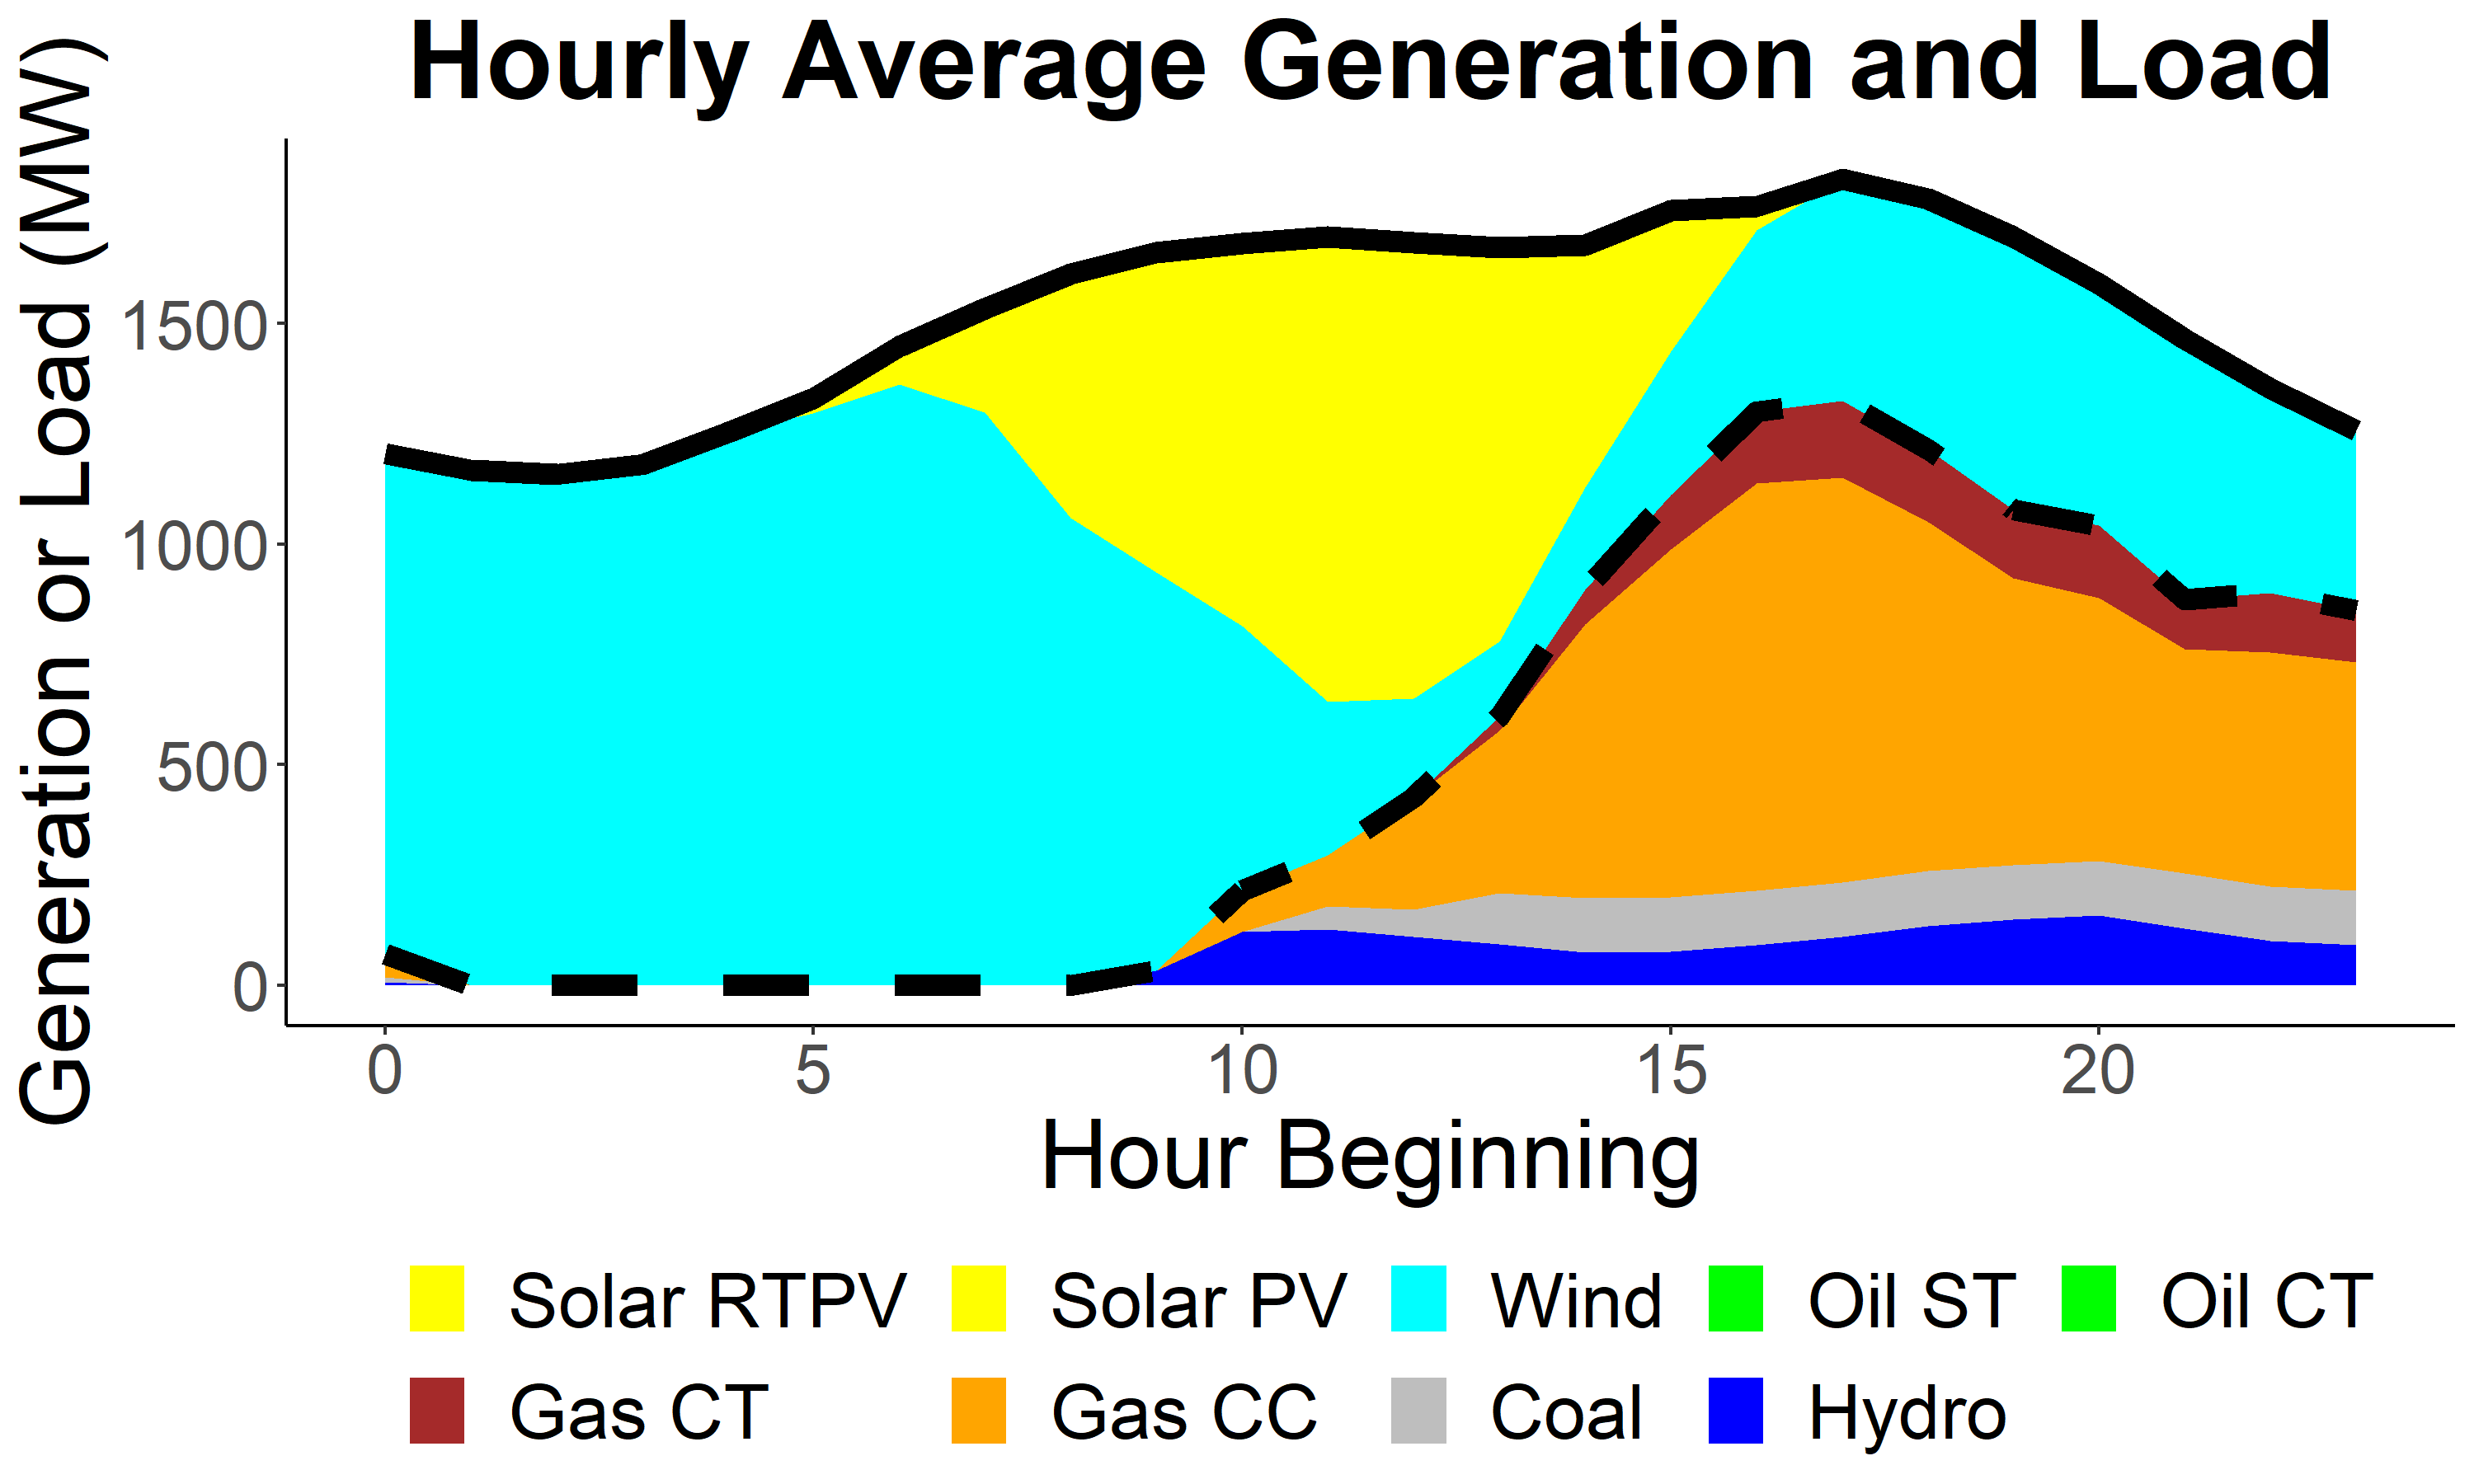 Hourly Average Generation and Load
Generation or Load (MW)
1500
1000
500
0
0 5 10 15 20
Hour Beginning
Solar RTPV Solar PV Wind Oil ST Oil CT
Gas CT Gas CC Coal Hydro